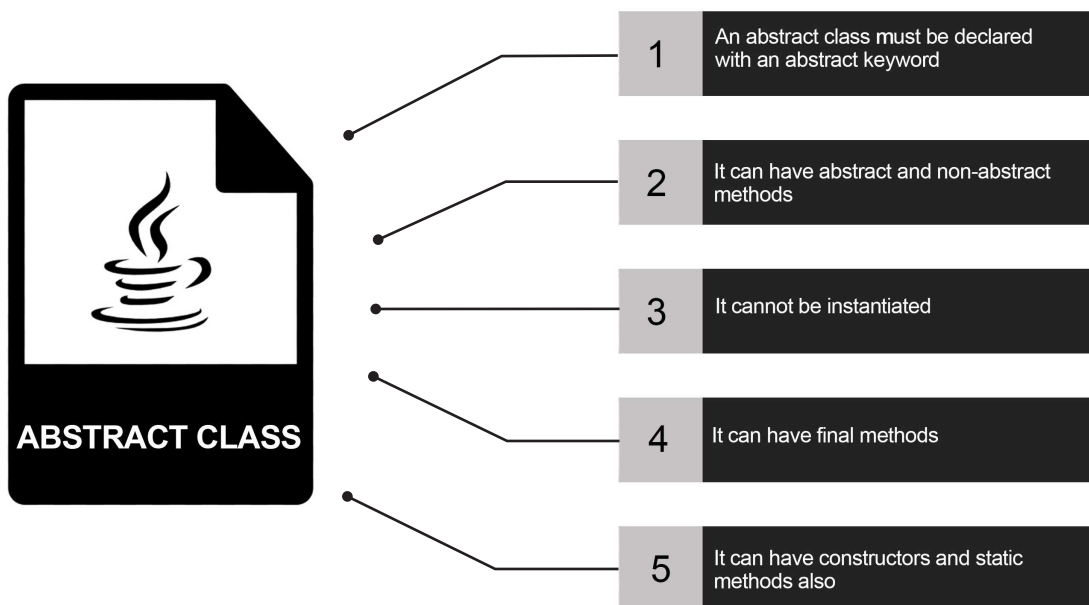 1
An abstract class must be declared
with an abstract keyword
2
It can have abstract and non-abstract
methods
3
It cannot be instantiated
ABSTRACT CLASS
4
It can have final methods
5
It can have constructors and static
methods also